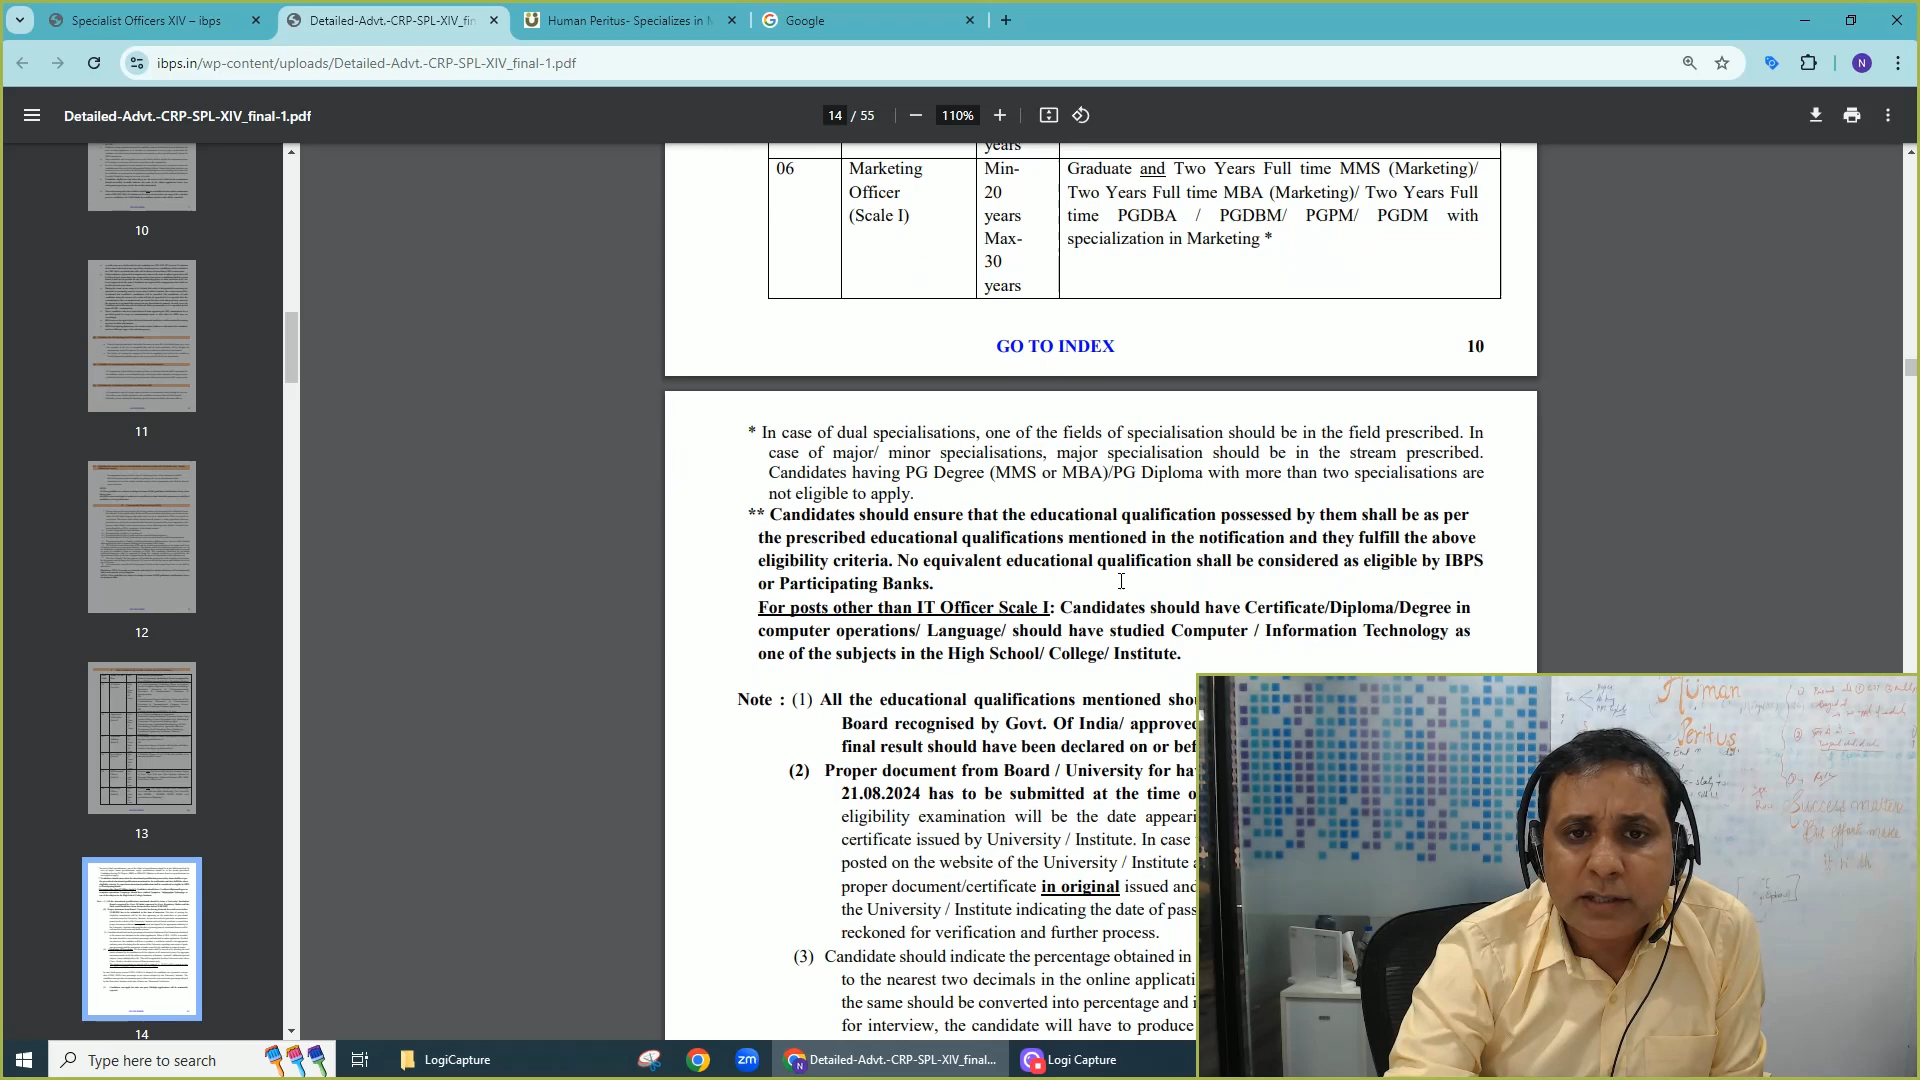 Specialist Officers XIV – ibps
Detailed-Advt.-CRP-SPL-XIV_fin
Human Peritus- Specializes in
Google
ibps.in/wp-content/uploads/Detailed-Advt.-CRP-SPL-XIV_final-1.pdf
N
Detailed-Advt.-CRP-SPL-XIV_final-1.pdf
14 / 55
110%
10
11
12
13
14
years
06
Marketing
Officer
(Scale I)
Min-
20
years
Max-
30
years
Graduate and Two Years Full time MMS (Marketing)/
Two Years Full time MBA (Marketing)/ Two Years Full
time PGDBA / PGDBM/ PGPM/ PGDM with
specialization in Marketing *
GO TO INDEX
10
* In case of dual specialisations, one of the fields of specialisation should be in the field prescribed. In
case of major/ minor specialisations, major specialisation should be in the stream prescribed.
Candidates having PG Degree (MMS or MBA)/PG Diploma with more than two specialisations are
not eligible to apply.
** Candidates should ensure that the educational qualification possessed by them shall be as per
the prescribed educational qualifications mentioned in the notification and they fulfill the above
eligibility criteria. No equivalent educational qualification shall be considered as eligible by IBPS
or Participating Banks.
For posts other than IT Officer Scale I: Candidates should have Certificate/Diploma/Degree in
computer operations/ Language/ should have studied Computer / Information Technology as
one of the subjects in the High School/ College/ Institute.
Note : (1) All the educational qualifications mentioned sho
Board recognised by Govt. Of India/ approved
final result should have been declared on or bef
(2) Proper document from Board / University for ha
21.08.2024 has to be submitted at the time o
eligibility examination will be the date appeari
certificate issued by University / Institute. In case
posted on the website of the University / Institute
proper document/certificate in original issued and
the University / Institute indicating the date of pass
reckoned for verification and further process.
(3) Candidate should indicate the percentage obtained in
to the nearest two decimals in the online applicati
the same should be converted into percentage and i
for interview, the candidate will have to produce
Human
Peritus
Success matter
But efforts make
Type here to search
LogiCapture
zm
Detailed-Advt.-CRP-SPL-XIV_final...
Logi Capture